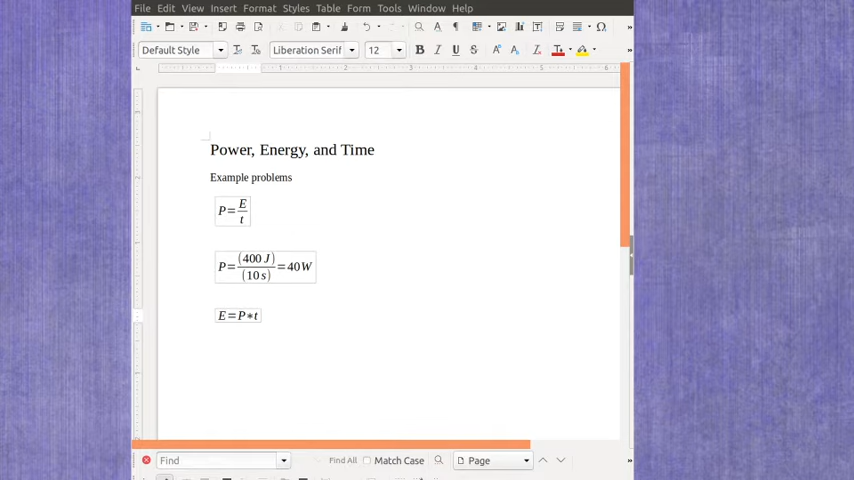 File Edit View Insert Format Styles Table Form Tools Window Help
Default Style Liberation Serif 12 B I U S
Power, Energy, and Time
Example problems
P=E/t
P=(400 J)/(10 s)=40W
E=P∗t
Find Find All Match Case Page